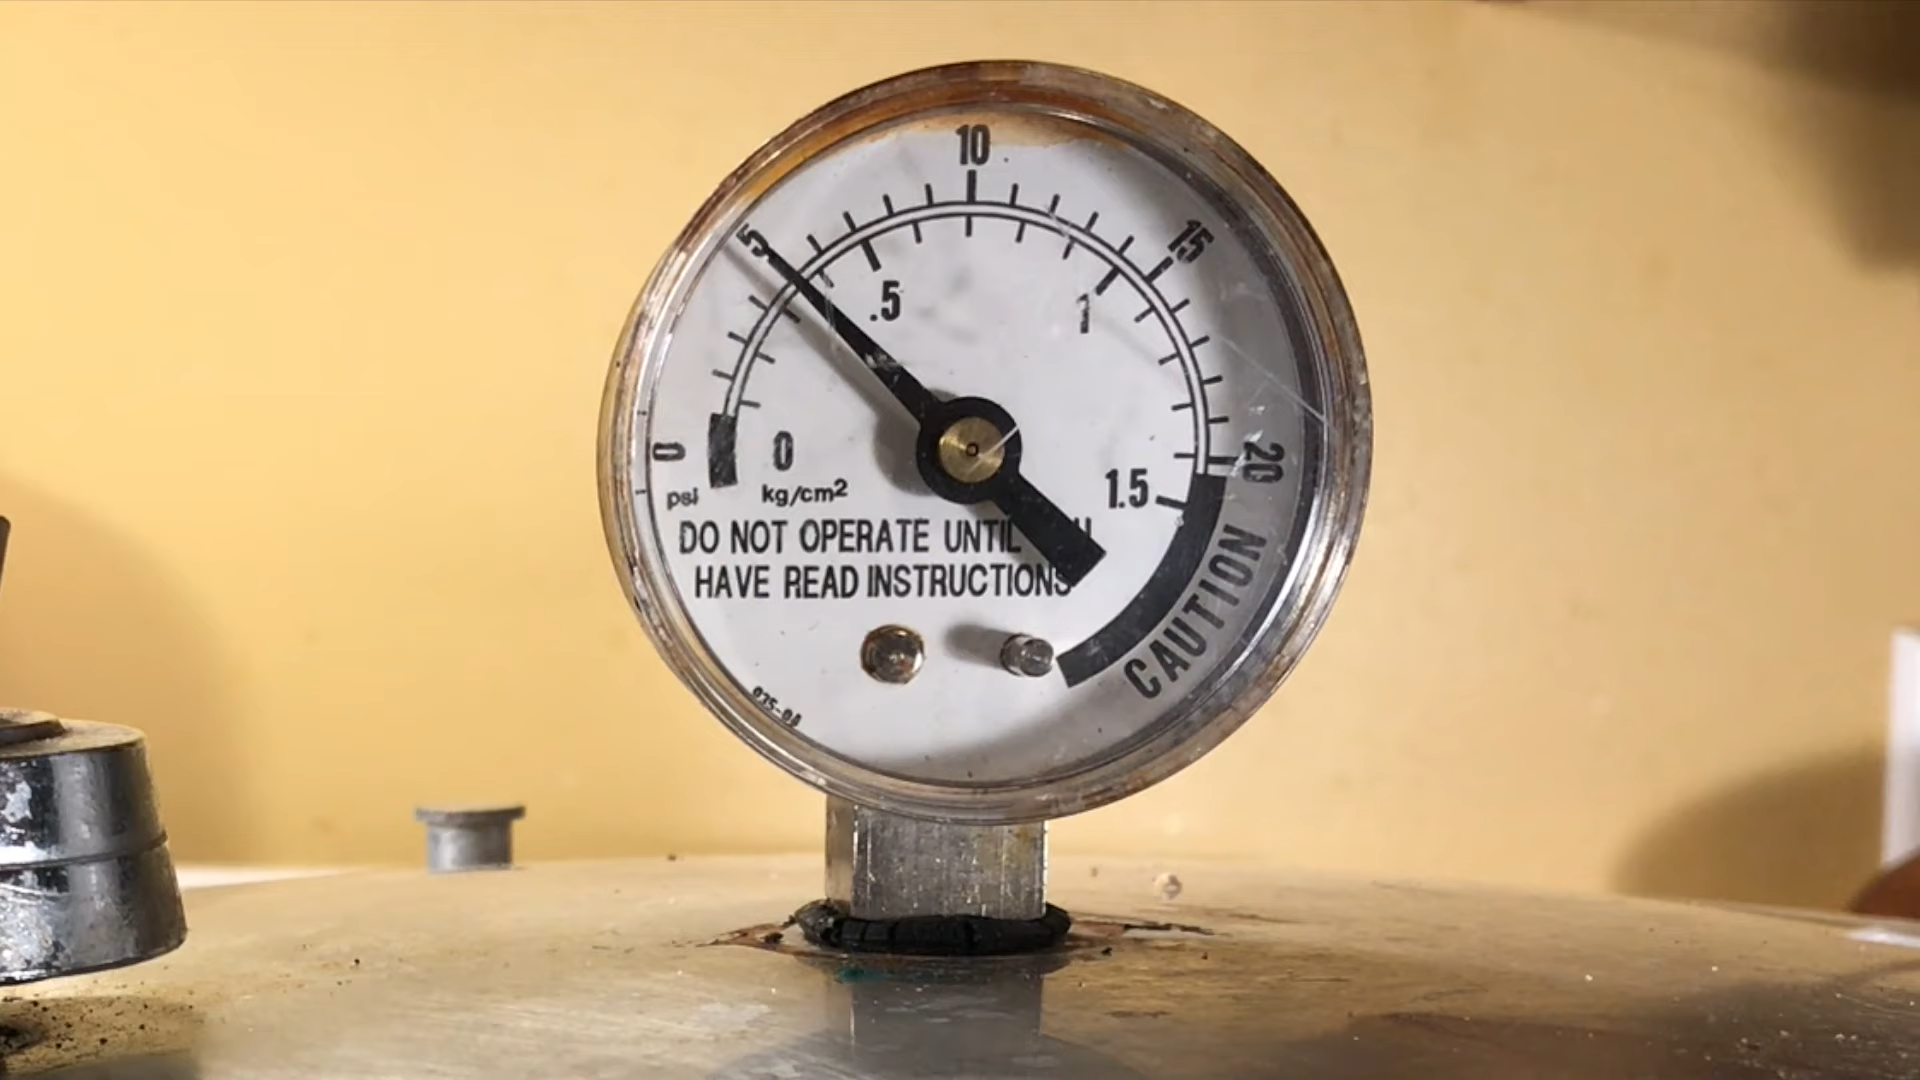 10
5
15
.5
1
0
0
20
psi
kg/cm2
1.5
DO NOT OPERATE UNTIL
HAVE READ INSTRUCTIONS
CAUTION